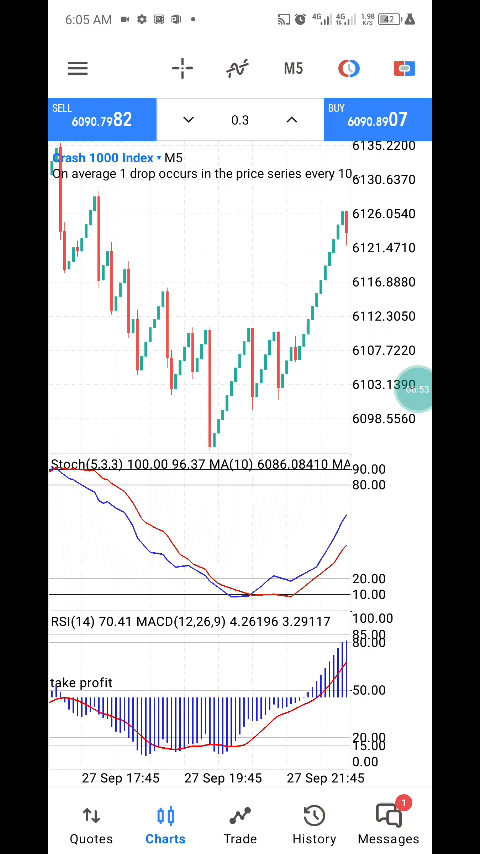 6:05 AM 4G 4G 1.98 K/s 42
M5
SELL 6090.7982
0.3
BUY 6090.8907
Crash 1000 Index M5
On average 1 drop occurs in the price series every 10
6135.2200
6130.6370
6126.0540
6121.4710
6116.8880
6112.3050
6107.7220
6103.1390
6098.5560
Stoch(5,3,3) 100.00 96.37 MA(10) 6086.08410 MA
90.00
80.00
20.00
10.00
RSI(14) 70.41 MACD(12,26,9) 4.26196 3.29117
100.00
85.00
80.00
take profit
50.00
20.00
15.00
0.00
27 Sep 17:45 27 Sep 19:45 27 Sep 21:45
1
Quotes Charts Trade History Messages